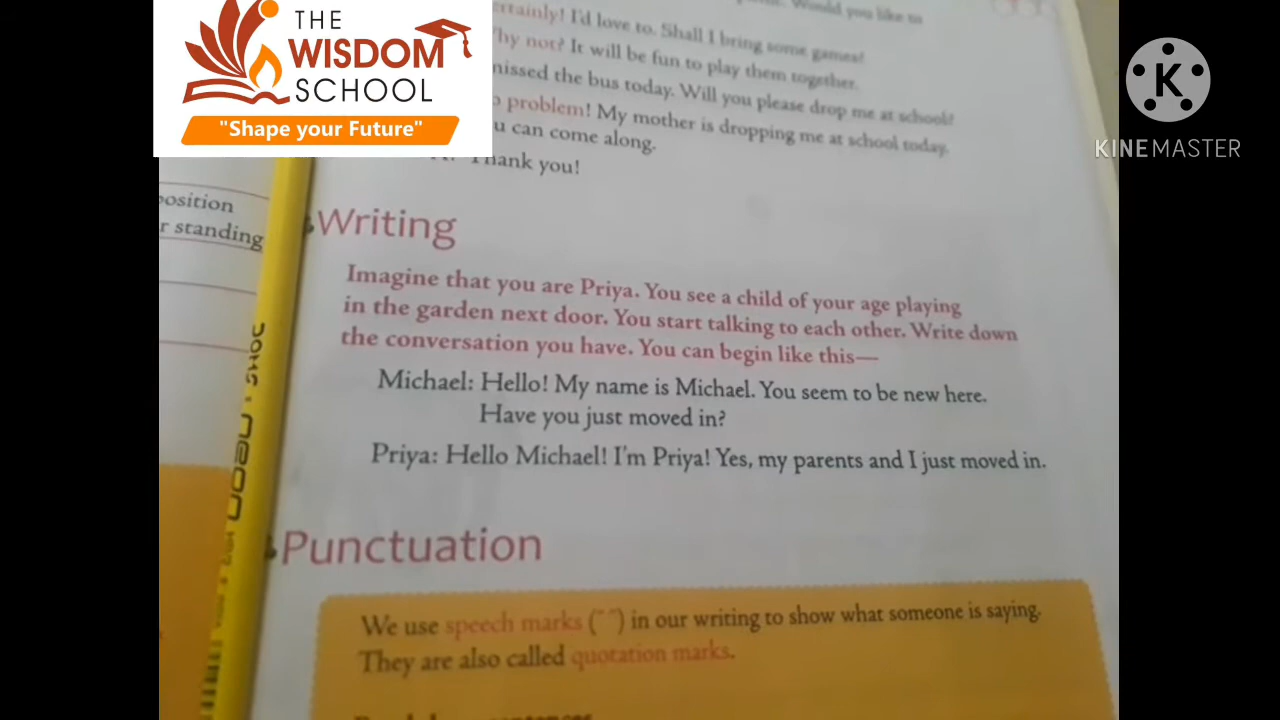 THE
WISDOM
SCHOOL
"Shape your Future"
K
KINEMASTER
Would you like to
I'd love to. Shall I bring some games!
not? It will be fun to play them together.
missed the bus today. Will you please drop me at school?
problem! My mother is dropping me at school today.
can come along.
Thank you!
position
standing
Writing
Imagine that you are Priya. You see a child of your age playing
in the garden next door. You start talking to each other. Write down
the conversation you have. You can begin like this—
Michael: Hello! My name is Michael. You seem to be new here.
Have you just moved in?
Priya: Hello Michael! I'm Priya! Yes, my parents and I just moved in.
Punctuation
We use speech marks (" ") in our writing to show what someone is saying.
They are also called quotation marks.